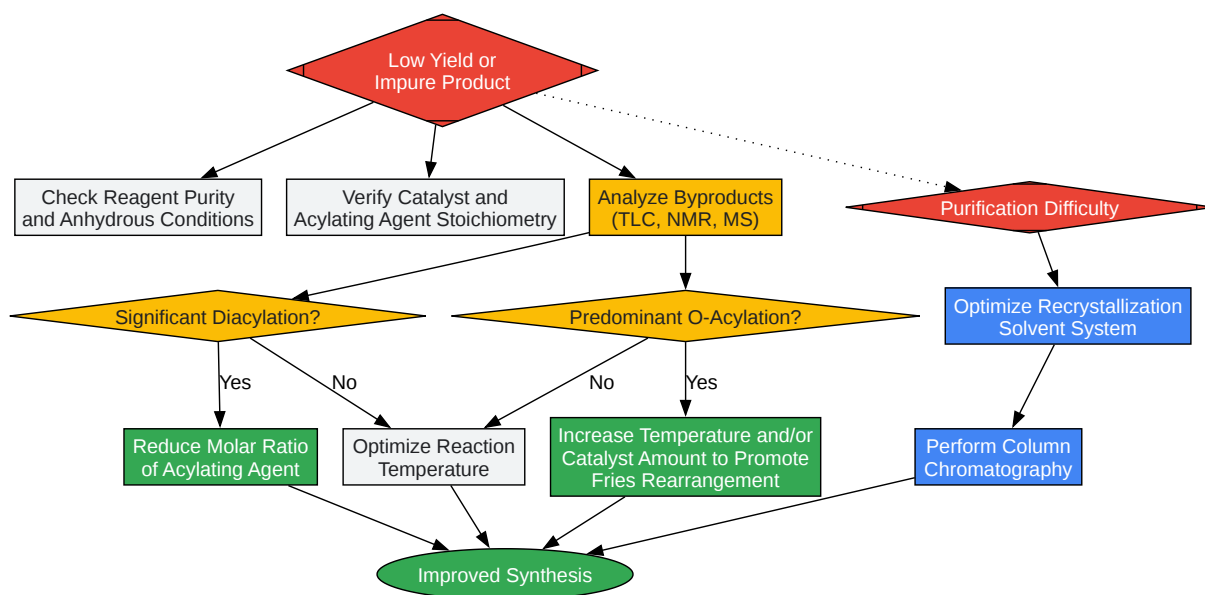 Low Yield or
Impure Product
Check Reagent Purity
and Anhydrous Conditions
Verify Catalyst and
Acylating Agent Stoichiometry
Analyze Byproducts
(TLC, NMR, MS)
Purification Difficulty
Significant Diacylation?
Predominant O-Acylation?
Optimize Recrystallization
Solvent System
Yes
No
No
Yes
Reduce Molar Ratio
of Acylating Agent
Optimize Reaction
Temperature
Increase Temperature and/or
Catalyst Amount to Promote
Fries Rearrangement
Perform Column
Chromatography
Improved Synthesis